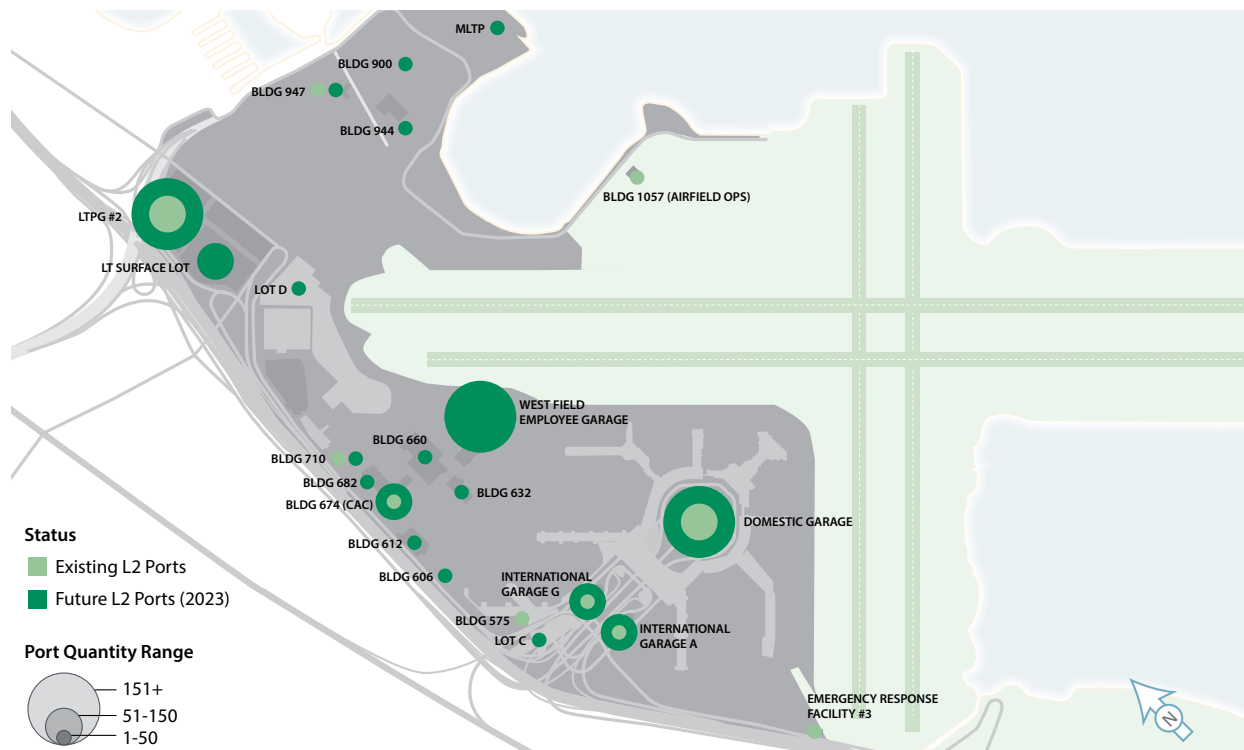 MLTP
BLDG 900
BLDG 947
BLDG 944
BLDG 1057 (AIRFIELD OPS)
LTPG #2
LT SURFACE LOT
LOT D
WEST FIELD
EMPLOYEE GARAGE
BLDG 660
BLDG 710
BLDG 682
BLDG 632
BLDG 674 (CAC)
DOMESTIC GARAGE
BLDG 612
BLDG 606
INTERNATIONAL
GARAGE G
BLDG 575
LOT C
INTERNATIONAL
GARAGE A
EMERGENCY RESPONSE
FACILITY #3
Status
Existing L2 Ports
Future L2 Ports (2023)
Port Quantity Range
151+
51-150
1-50
N